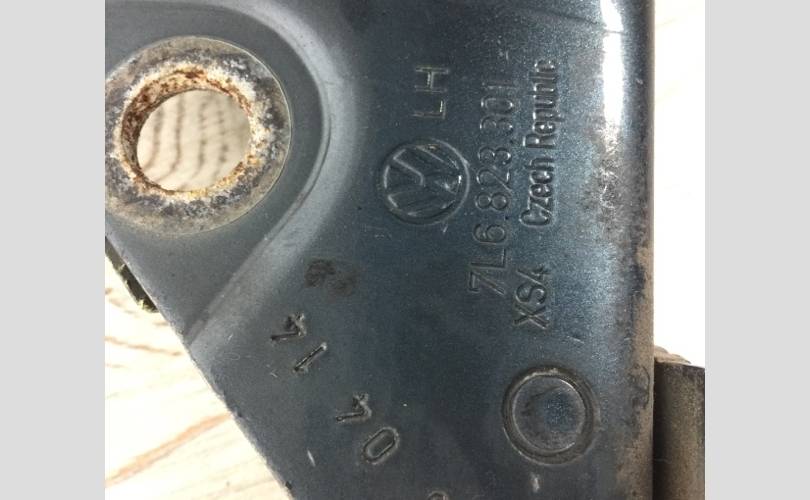 LH
7L6.823.301
XS4 Czech Republic
04 14